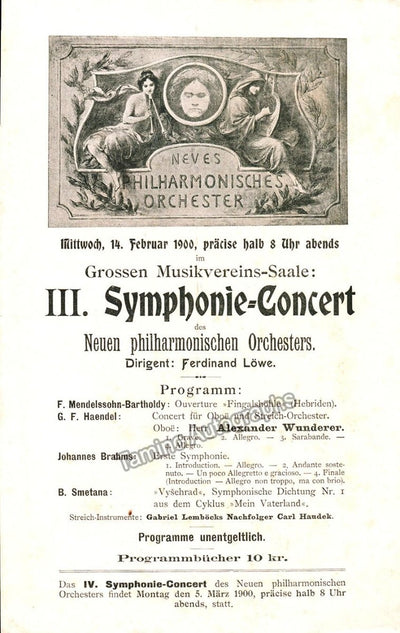 NEVES
PHILHARMONISCHES
ORCHESTER
Mittwoch, 14. Februar 1900, präcise halb 8 Uhr abends
im
Grossen Musikvereins-Saale:
III. Symphonie-Concert
des
Neuen philharmonischen Orchesters.
Dirigent: Ferdinand Löwe.
Programm:
F. Mendelssohn-Bartholdy: Ouverture »Fingalshöhle« (Hebriden).
G. F. Haendel: Concert für Oboë und Streich-Orchester.
Oboë: Herr Alexander Wunderer.
1. Grave. — 2. Allegro. — 3. Sarabande. —
Allegro.
Johannes Brahms: Erste Symphonie.
1. Introduction. — Allegro. — 2. Andante soste-
nuto. — Un poco Allegretto e grazioso. — 4. Finale
(Introduction — Allegro non troppo, ma con brio).
B. Smetana: »Vyšehrad«, Symphonische Dichtung Nr. 1
aus dem Cyklus »Mein Vaterland«.
Streich-Instrumente: Gabriel Lemböcks Nachfolger Carl Haudek.
Programme unentgeltlich.
Programmbücher 10 kr.
Das IV. Symphonie-Concert des Neuen philharmonischen
Orchesters findet Montag den 5. März 1900, präcise halb 8 Uhr
abends, statt.
taminoautographs